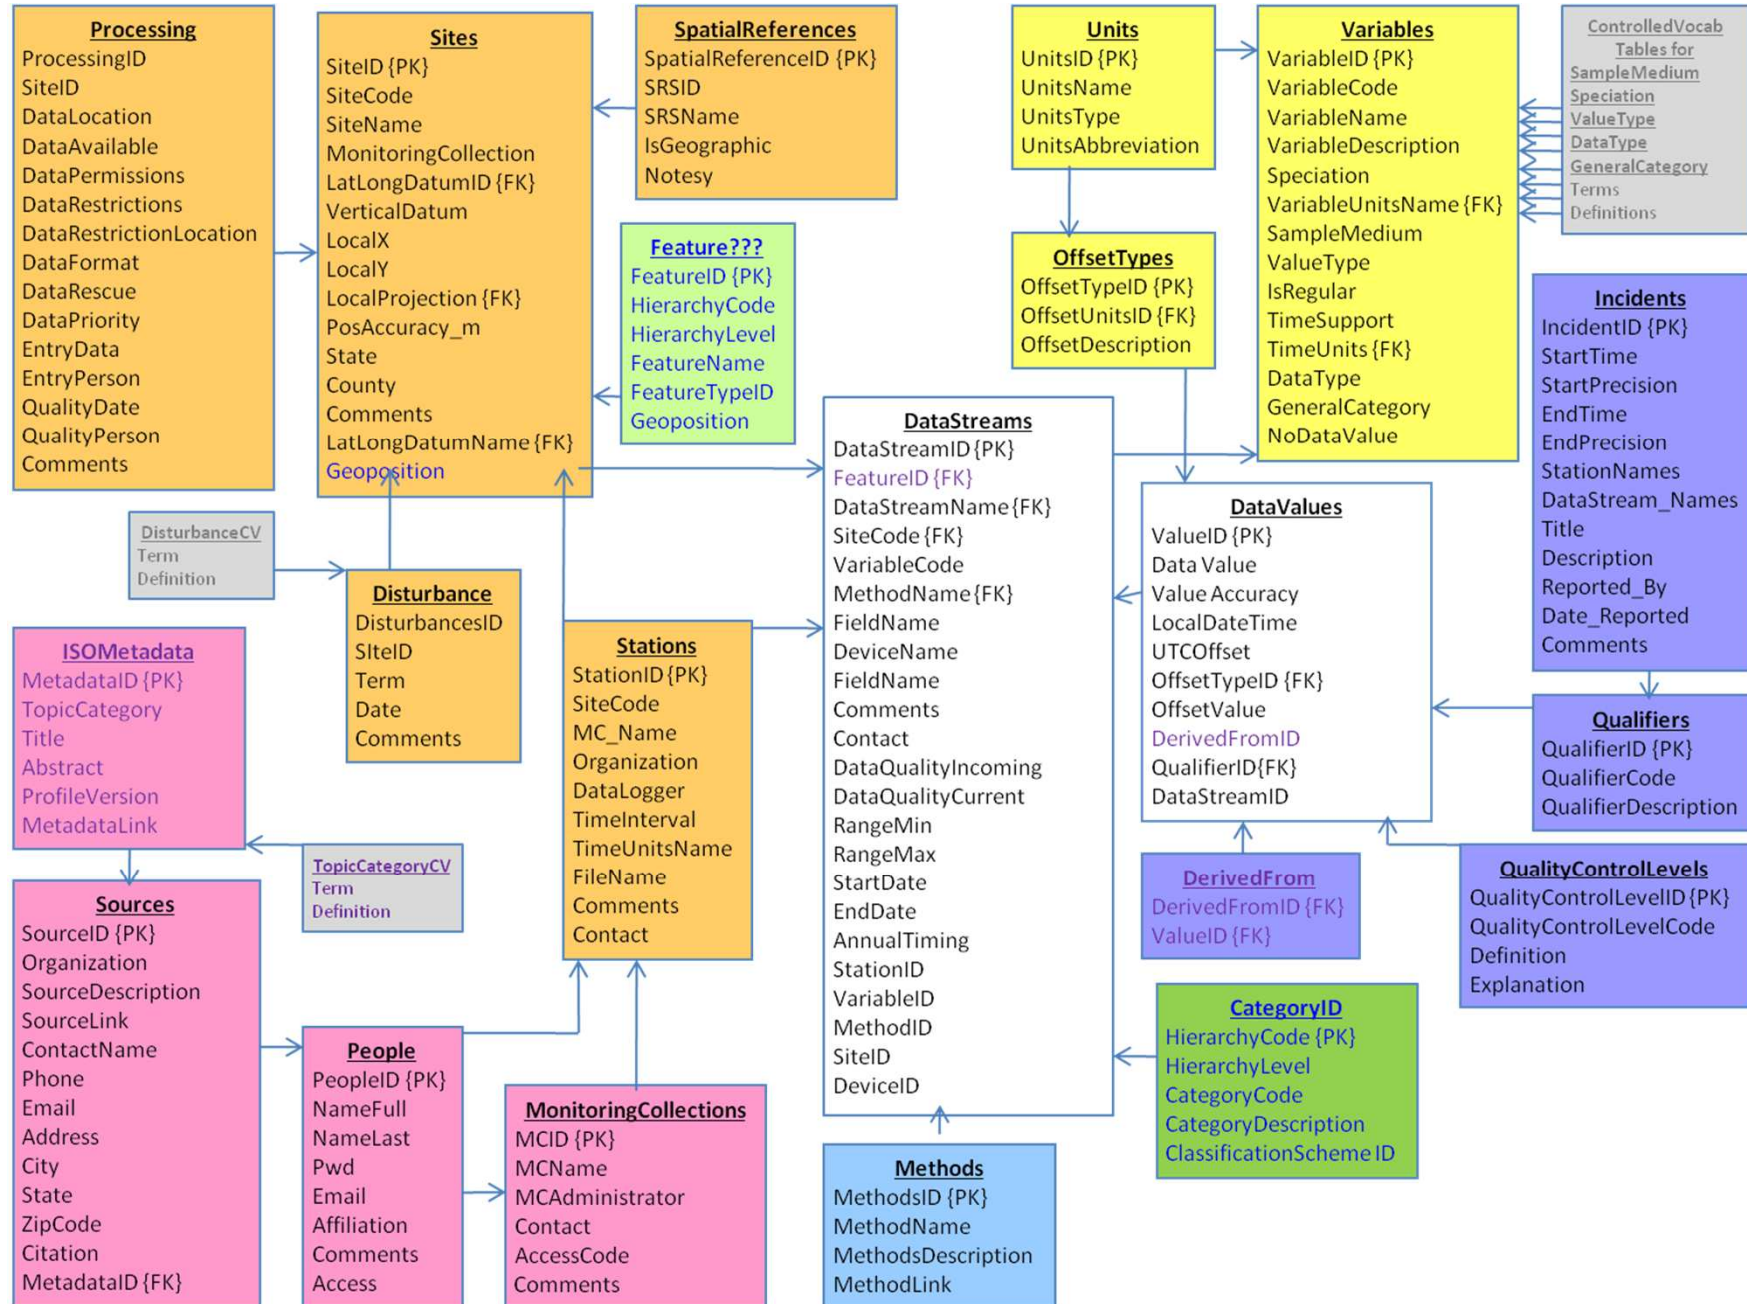 Processing
ProcessingID
SiteID
DataLocation
DataAvailable
DataPermissions
DataRestrictions
DataRestrictionLocation
DataFormat
DataRescue
DataPriority
EntryData
EntryPerson
QualityDate
QualityPerson
Comments
Sites
SiteID {PK}
SiteCode
SiteName
MonitoringCollection
LatLongDatumID {FK}
VerticalDatum
LocalX
LocalY
LocalProjection {FK}
PosAccuracy_m
State
County
Comments
LatLongDatumName {FK}
Geoposition
SpatialReferences
SpatialReferenceID {PK}
SRSID
SRSName
IsGeographic
Notesy
Feature???
FeatureID {PK}
HierarchyCode
HierarchyLevel
FeatureName
FeatureTypeID
Geoposition
Units
UnitsID {PK}
UnitsName
UnitsType
UnitsAbbreviation
OffsetTypes
OffsetTypeID {PK}
OffsetUnitsID {FK}
OffsetDescription
Variables
VariableID {PK}
VariableCode
VariableName
VariableDescription
Speciation
VariableUnitsName {FK}
SampleMedium
ValueType
IsRegular
TimeSupport
TimeUnits {FK}
DataType
GeneralCategory
NoDataValue
ControlledVocab
Tables for
SampleMedium
Speciation
ValueType
DataType
GeneralCategory
Terms
Definitions
Incidents
IncidentID {PK}
StartTime
StartPrecision
EndTime
EndPrecision
StationNames
DataStream_Names
Title
Description
Reported_By
Date_Reported
Comments
DataStreams
DataStreamID {PK}
FeatureID {FK}
DataStreamName {FK}
SiteCode {FK}
VariableCode
MethodName {FK}
FieldName
DeviceName
FieldName
Comments
Contact
DataQualityIncoming
DataQualityCurrent
RangeMin
RangeMax
StartDate
EndDate
AnnualTiming
StationID
VariableID
MethodID
SiteID
DeviceID
DataValues
ValueID {PK}
Data Value
Value Accuracy
LocalDateTime
UTCOffset
OffsetTypeID {FK}
OffsetValue
DerivedFromID
QualifierID{FK}
DataStreamID
DisturbanceCV
Term
Definition
Disturbance
DisturbancesID
SIteID
Term
Date
Comments
Stations
StationID {PK}
SiteCode
MC_Name
Organization
DataLogger
TimeInterval
TimeUnitsName
FileName
Comments
Contact
ISOMetadata
MetadataID {PK}
TopicCategory
Title
Abstract
ProfileVersion
MetadataLink
TopicCategoryCV
Term
Definition
Qualifiers
QualifierID {PK}
QualifierCode
QualifierDescription
DerivedFrom
DerivedFromID {FK}
ValueID {FK}
QualityControlLevels
QualityControlLevelID {PK}
QualityControlLevelCode
Definition
Explanation
Sources
SourceID {PK}
Organization
SourceDescription
SourceLink
ContactName
Phone
Email
Address
City
State
ZipCode
Citation
MetadataID {FK}
People
PeopleID {PK}
NameFull
NameLast
Pwd
Email
Affiliation
Comments
Access
MonitoringCollections
MCID {PK}
MCName
MCAdministrator
Contact
AccessCode
Comments
CategoryID
HierarchyCode {PK}
HierarchyLevel
CategoryCode
CategoryDescription
ClassificationScheme ID
Methods
MethodsID {PK}
MethodName
MethodsDescription
MethodLink